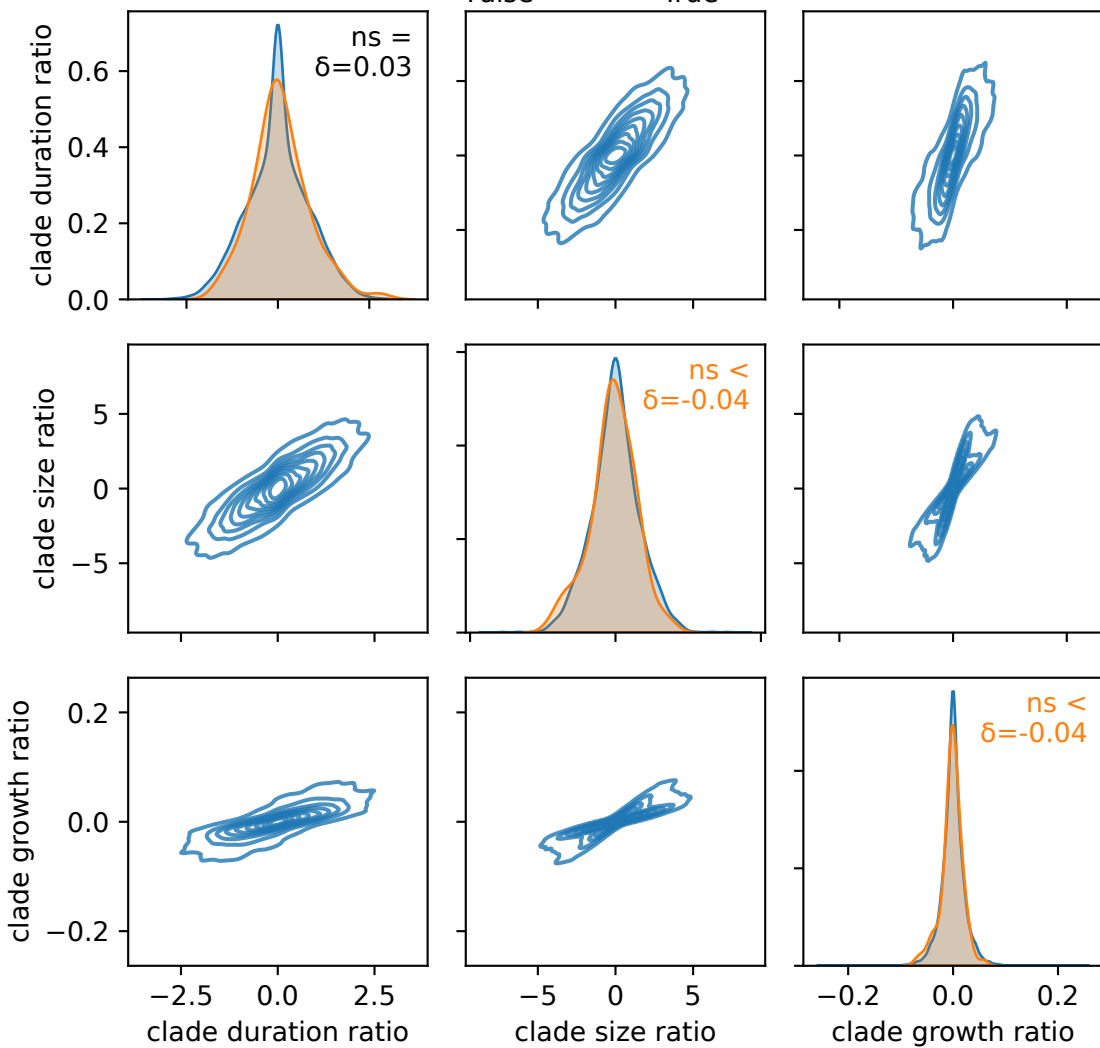 clade duration ratio
0.6
0.4
0.2
0.0
ns =
δ=0.03
clade size ratio
5
0
−5
ns <
δ=-0.04
clade growth ratio
0.2
0.0
−0.2
ns <
δ=-0.04
−2.5 0.0 2.5
−5 0 5
−0.2 0.0 0.2
clade duration ratio
clade size ratio
clade growth ratio